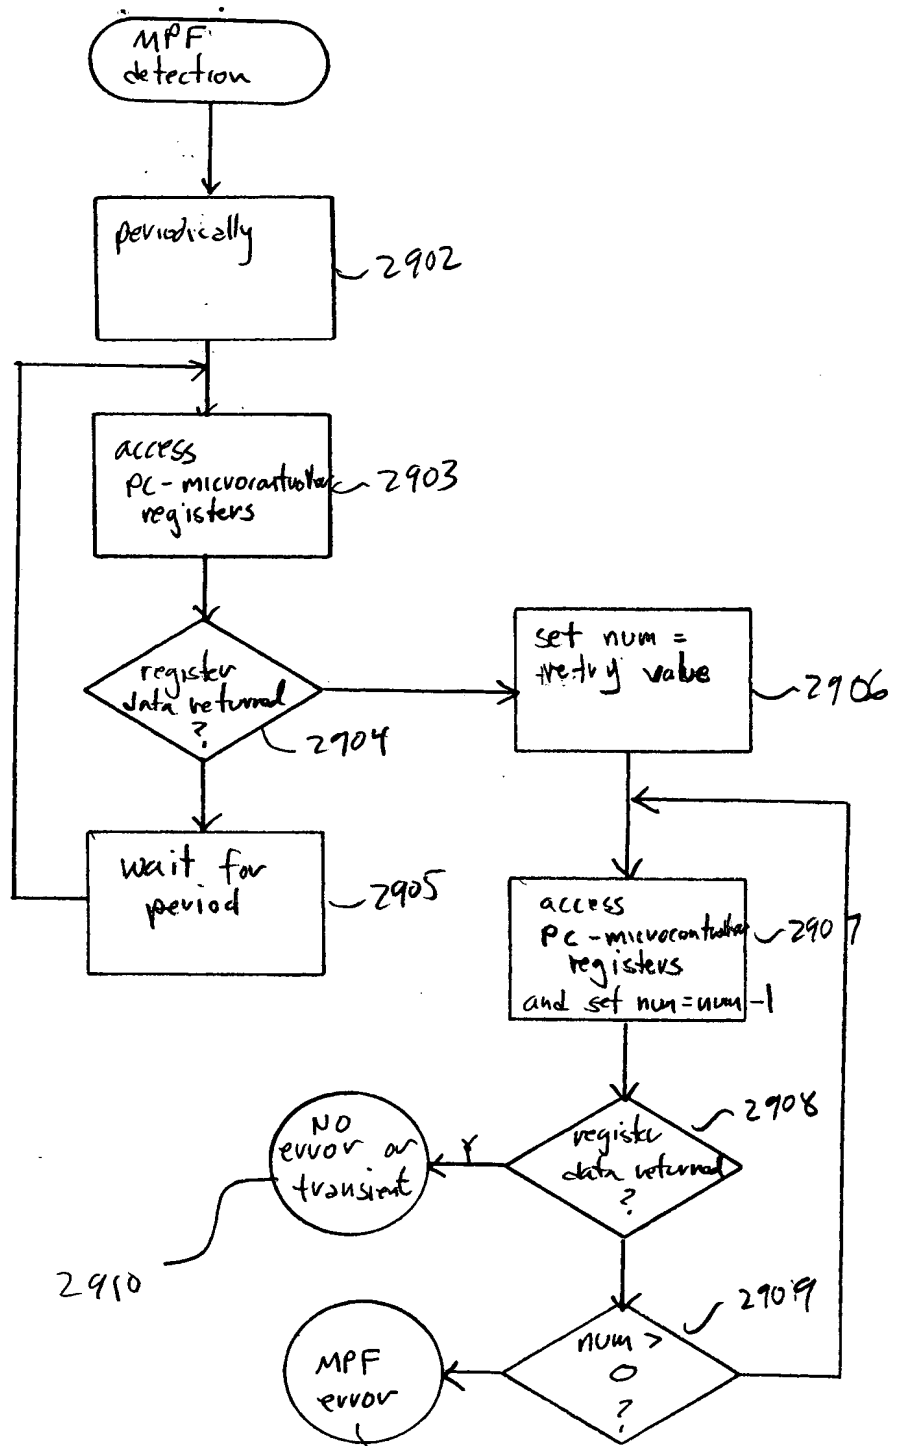 MPF
detection
periodically
2902
access
PC-microcontroller
registers
2903
register
data returned
?
2904
wait for
period
2905
set num =
retry value
2906
access
PC-microcontroller
registers
and set num=num-1
2907
register
data returned
?
2908
Y
NO
error or
transient
2910
num >
0
?
2909
MPF
error